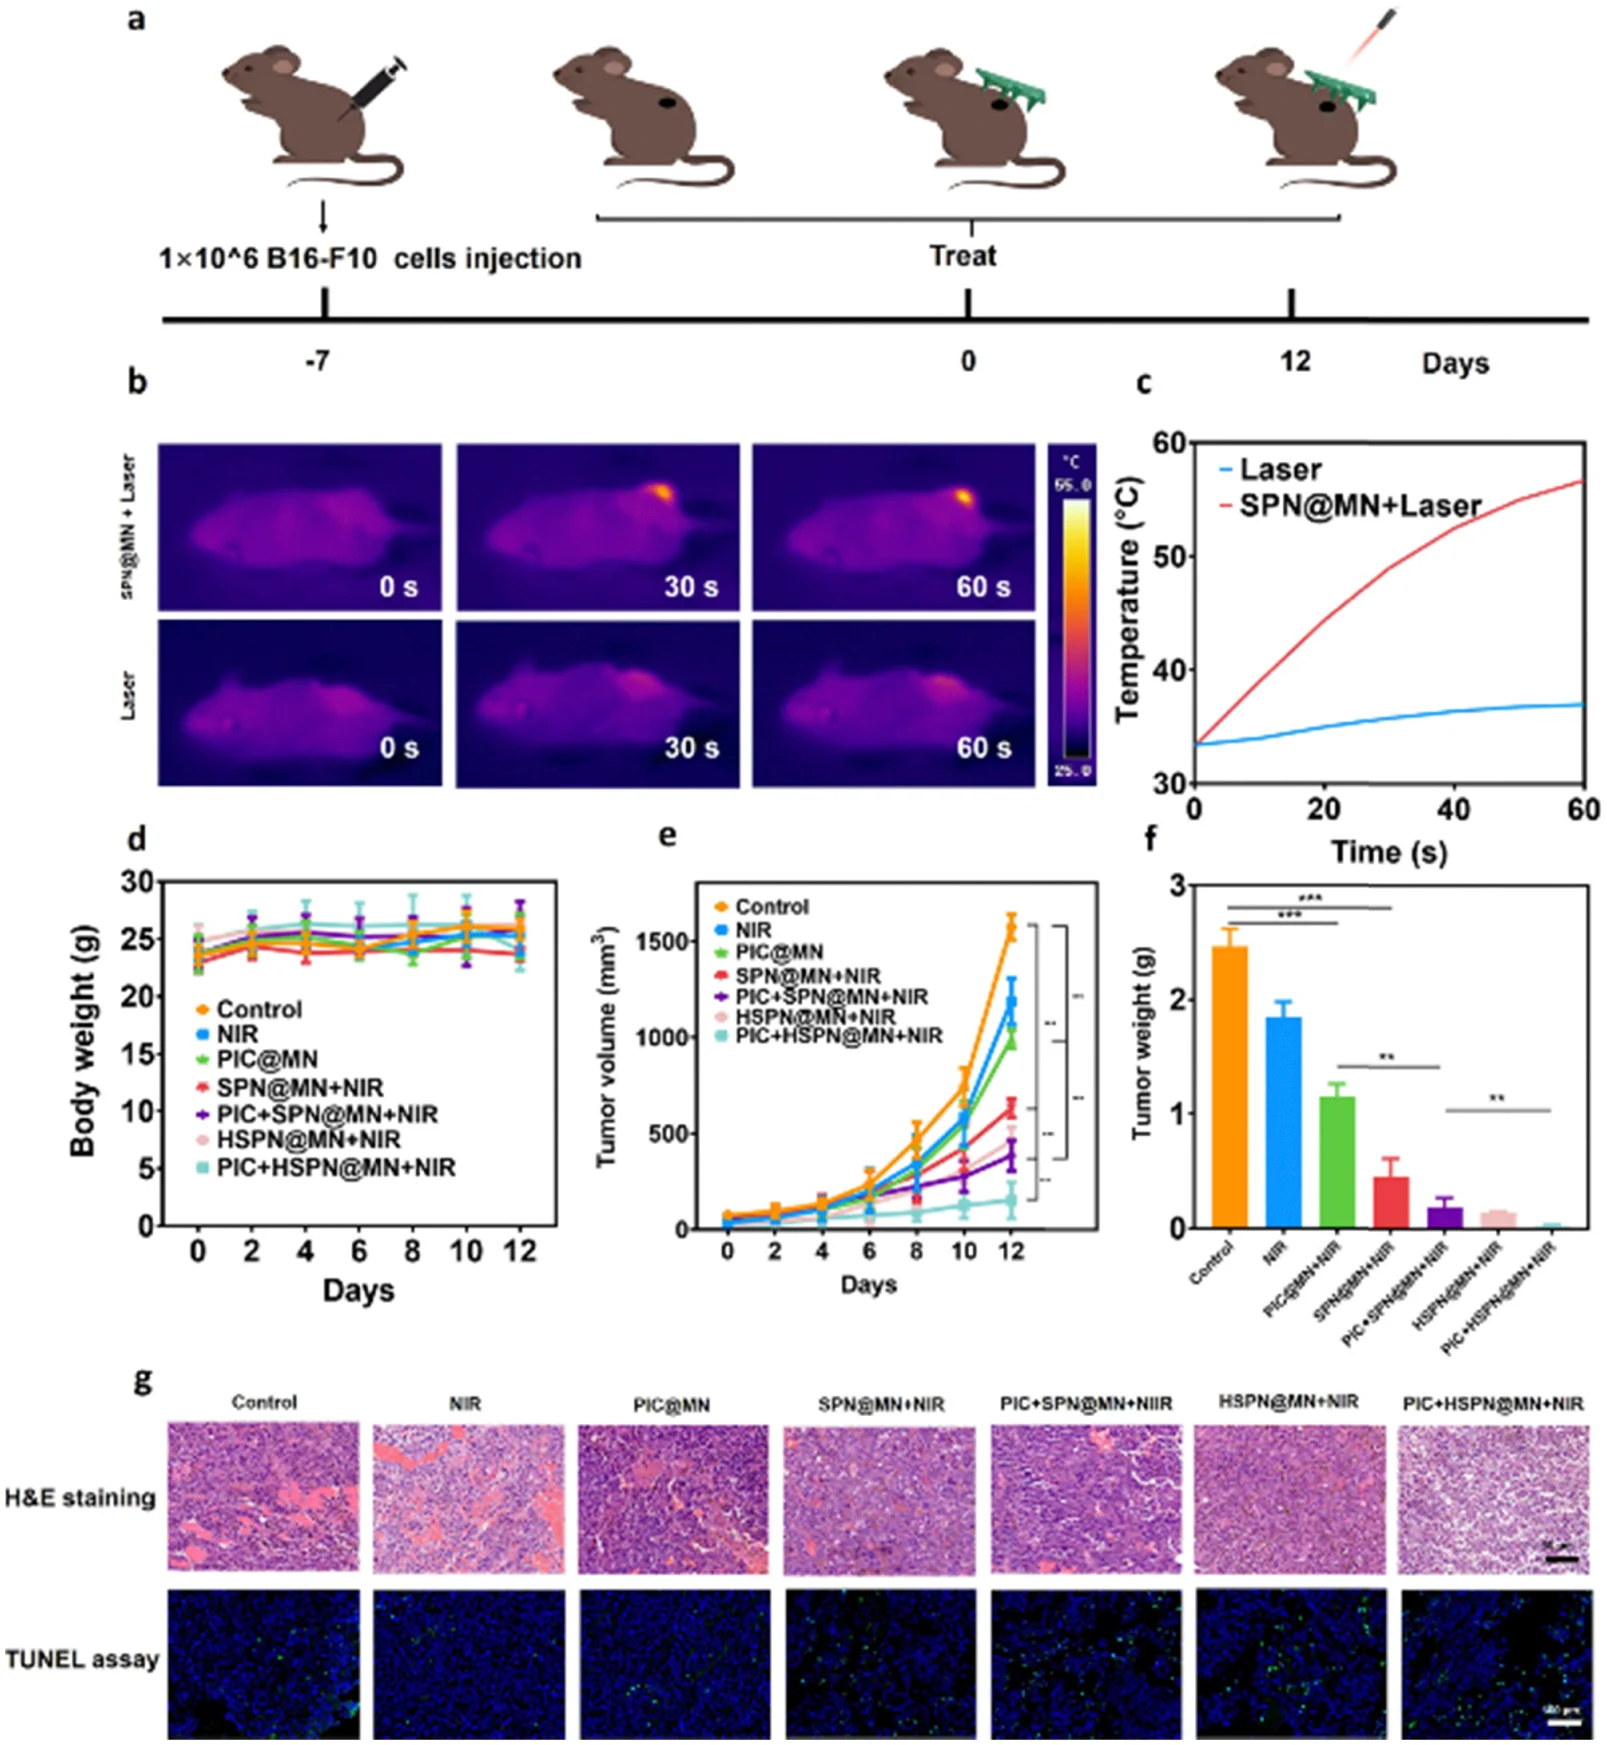 a
1×10^6 B16-F10 cells injection
Treat
-7
0
12
Days
b
SPN@MN + Laser
0 s
30 s
60 s
°C
55.0
25.0
Laser
0 s
30 s
60 s
c
Temperature (°C)
60
50
40
30
Laser
SPN@MN+Laser
0
20
40
60
Time (s)
d
Body weight (g)
30
25
20
15
10
5
0
Control
NIR
PIC@MN
SPN@MN+NIR
PIC+SPN@MN+NIR
HSPN@MN+NIR
PIC+HSPN@MN+NIR
0 2 4 6 8 10 12
Days
e
Tumor volume (mm³)
1500
1000
500
0
Control
NIR
PIC@MN
SPN@MN+NIR
PIC+SPN@MN+NIR
HSPN@MN+NIR
PIC+HSPN@MN+NIR
0 2 4 6 8 10 12
Days
f
Tumor weight (g)
3
2
1
0
***
***
**
**
Control
NIR
PIC@MN+NIR
SPN@MN+NIR
PIC+SPN@MN+NIR
HSPN@MN+NIR
PIC+HSPN@MN+NIR
g
Control
NIR
PIC@MN
SPN@MN+NIR
PIC+SPN@MN+NIIR
HSPN@MN+NIR
PIC+HSPN@MN+NIR
H&E staining
TUNEL assay